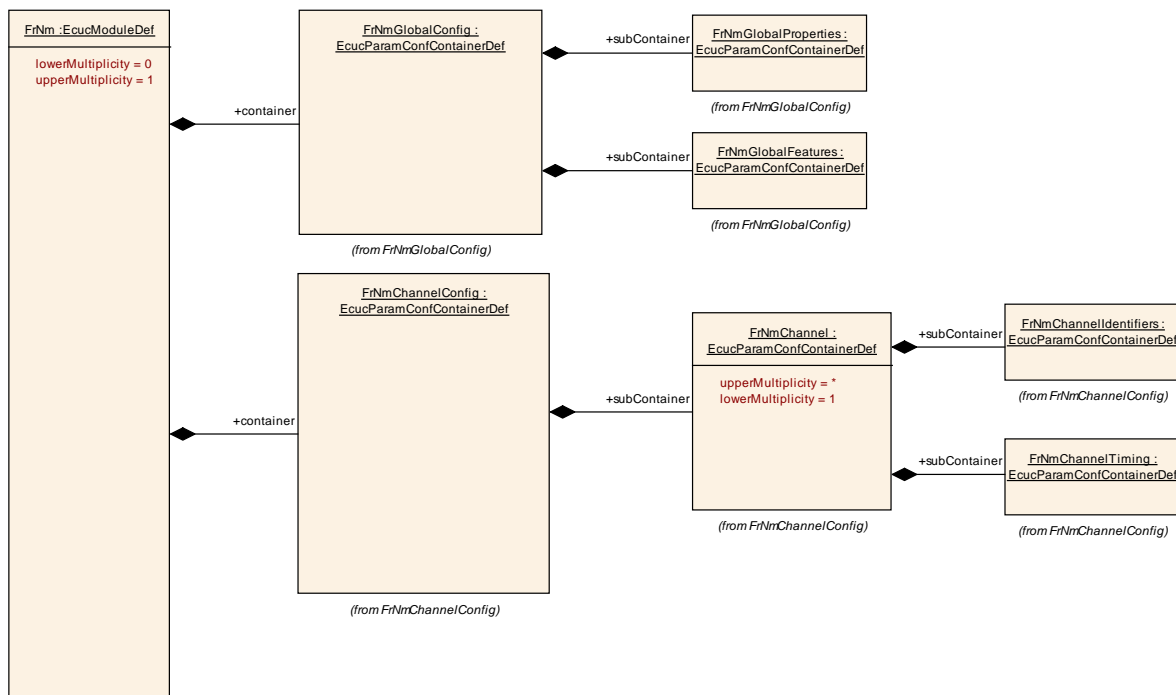 FrNm :EcucModuleDef
lowerMultiplicity = 0
upperMultiplicity = 1
+container
FrNmGlobalConfig :
EcucParamConfContainerDef
(from FrNmGlobalConfig)
+subContainer
FrNmGlobalProperties :
EcucParamConfContainerDef
(from FrNmGlobalConfig)
+subContainer
FrNmGlobalFeatures :
EcucParamConfContainerDef
(from FrNmGlobalConfig)
+container
FrNmChannelConfig :
EcucParamConfContainerDef
(from FrNmChannelConfig)
+subContainer
FrNmChannel :
EcucParamConfContainerDef
upperMultiplicity = *
lowerMultiplicity = 1
(from FrNmChannelConfig)
+subContainer
FrNmChannelIdentifiers :
EcucParamConfContainerDef
(from FrNmChannelConfig)
+subContainer
FrNmChannelTiming :
EcucParamConfContainerDef
(from FrNmChannelConfig)